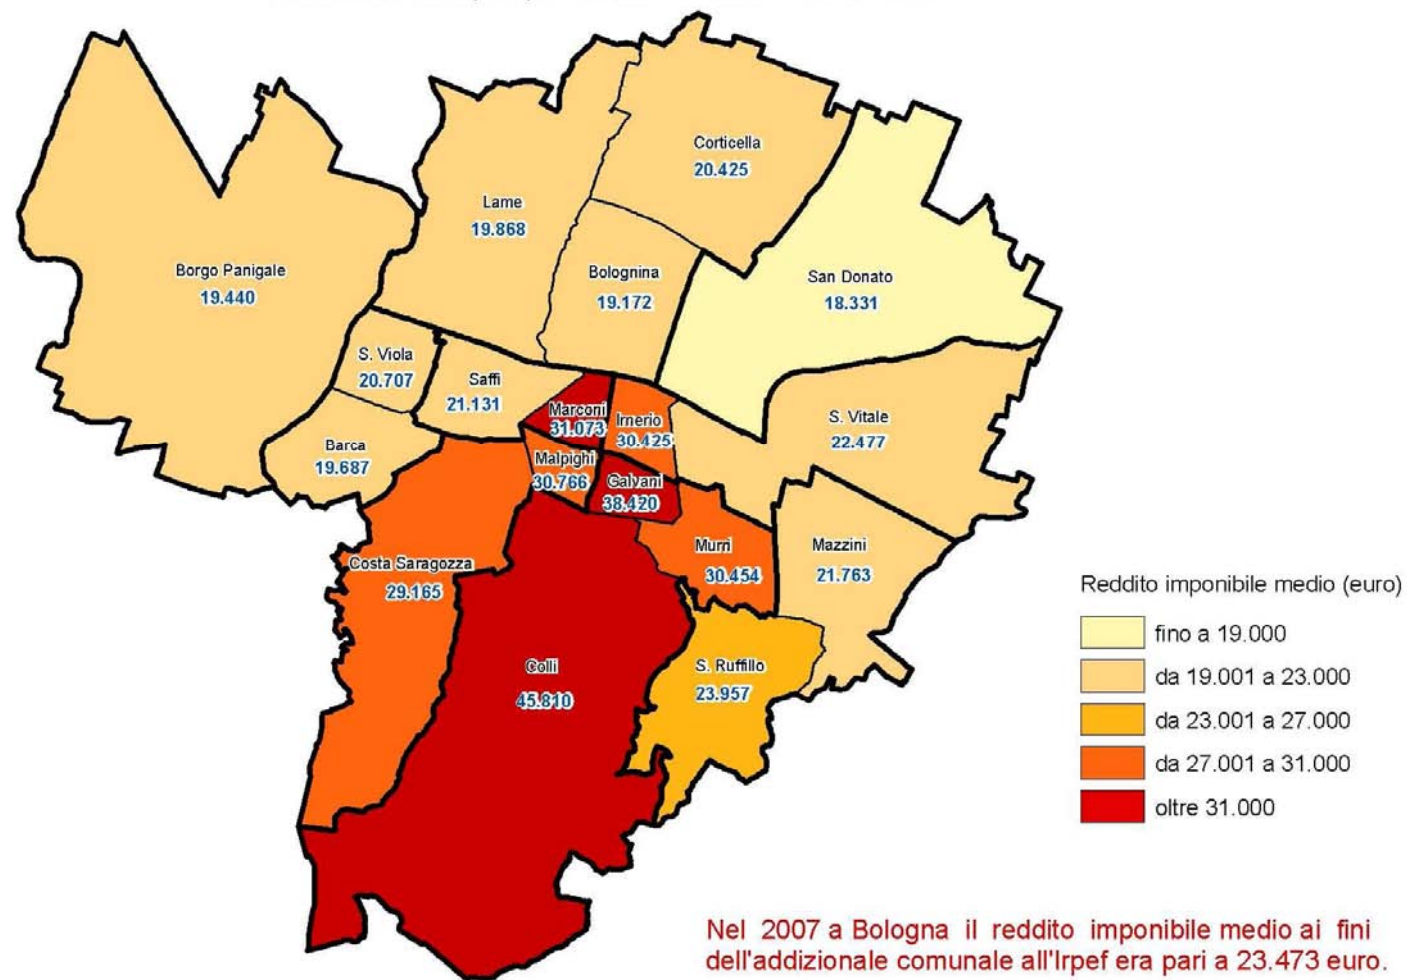 Corticella
20.425
Lame
19.868
Borgo Panigale
19.440
Bolognina
19.172
San Donato
18.331
S. Viola
20.707
Saffi
21.131
Marconi
31.073
Irnerio
30.425
S. Vitale
22.477
Barca
19.687
Malpighi
30.766
Galvani
38.420
Costa Saragozza
29.165
Murri
30.454
Mazzini
21.763
Colli
45.810
S. Ruffillo
23.957
Reddito imponibile medio (euro)
fino a 19.000
da 19.001 a 23.000
da 23.001 a 27.000
da 27.001 a 31.000
oltre 31.000
Nel 2007 a Bologna il reddito imponibile medio ai fini
dell'addizionale comunale all'Irpef era pari a 23.473 euro.